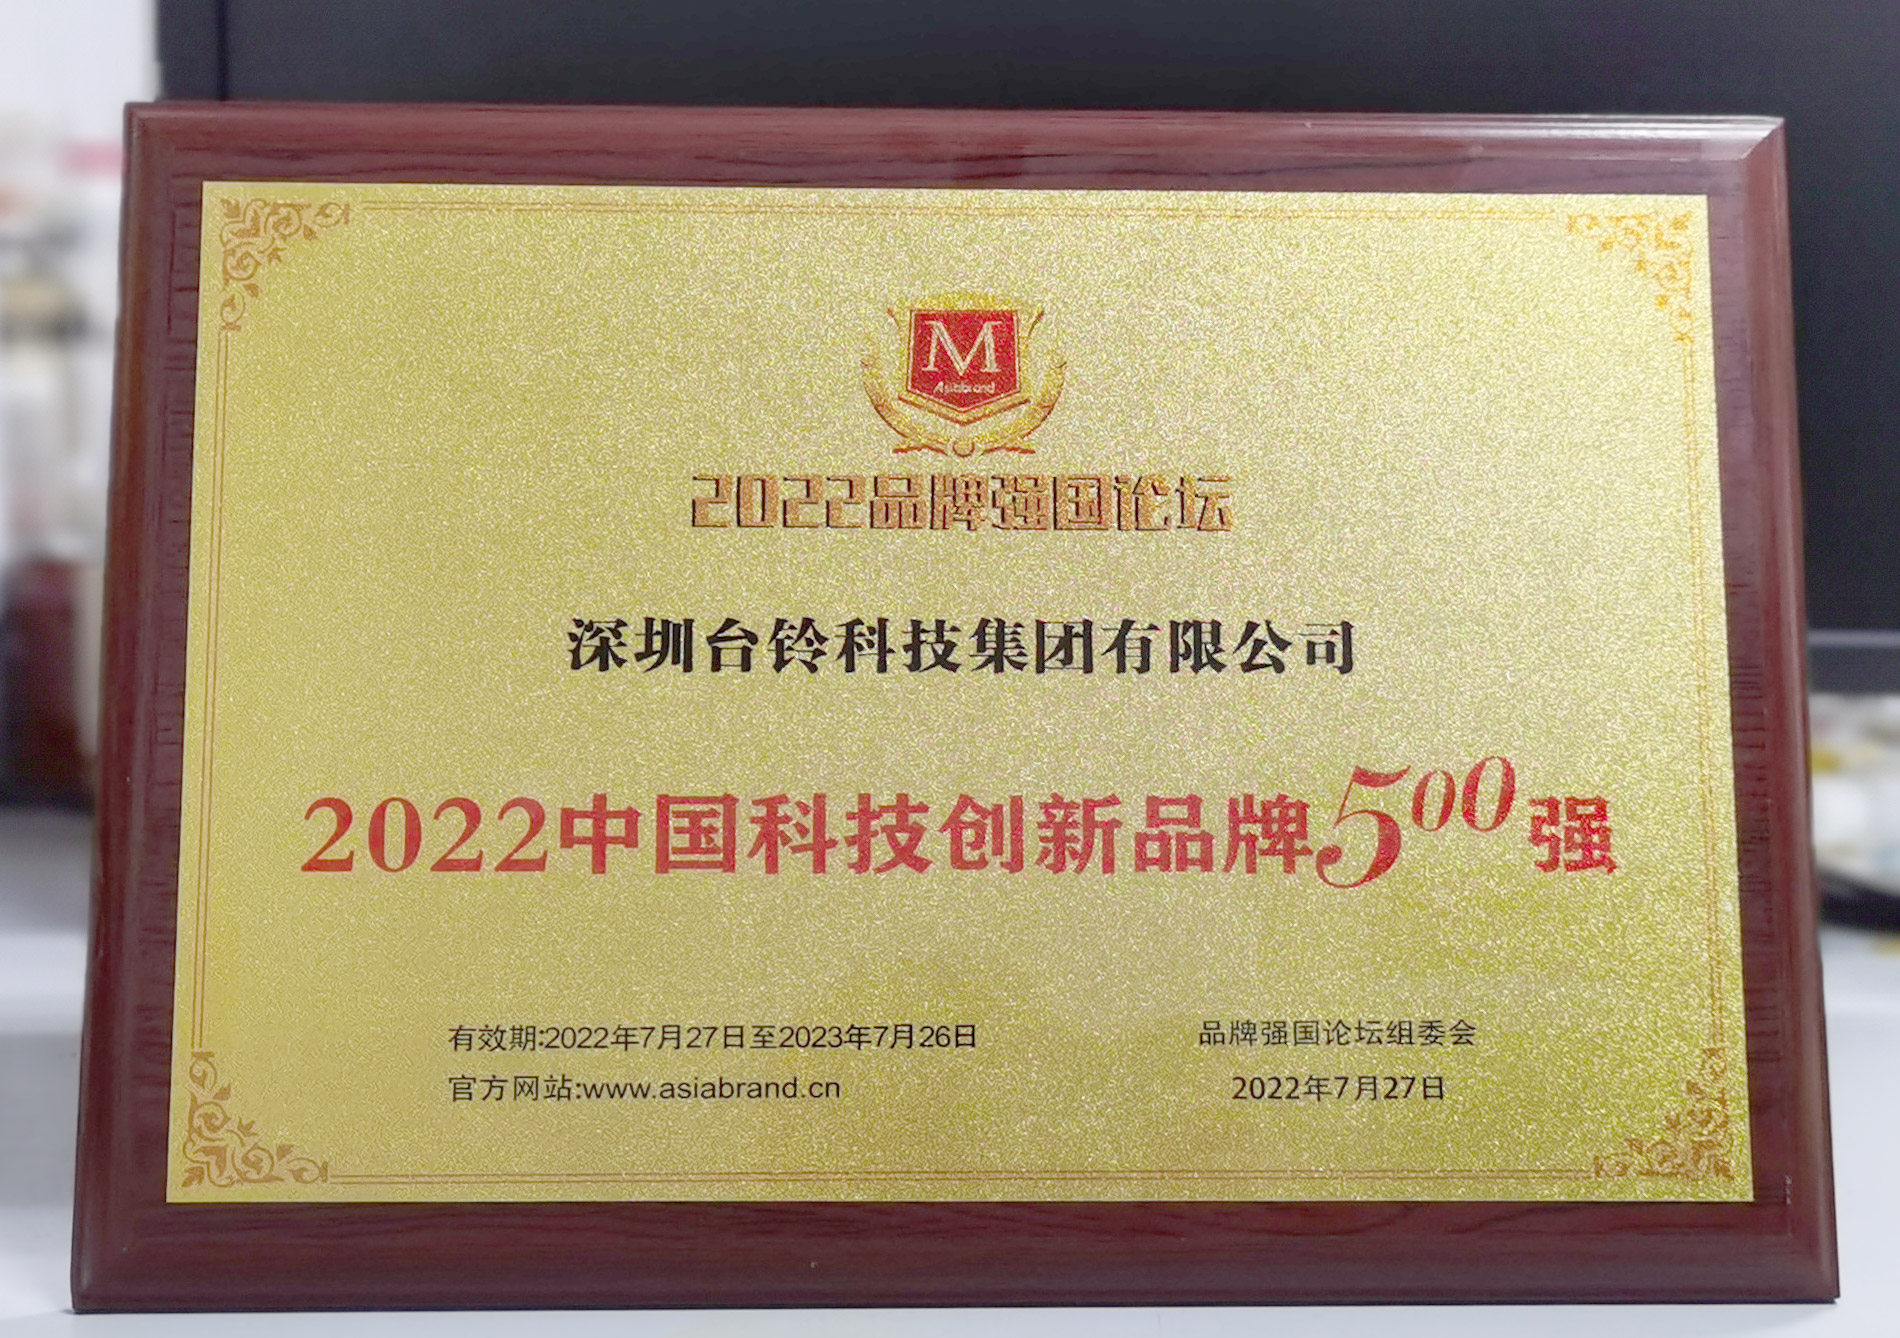 M
Asiabrand
2022品牌强国论坛
深圳台铃科技集团有限公司
2022中国科技创新品牌500强
有效期:2022年7月27日至2023年7月26日
官方网站:www.asiabrand.cn
品牌强国论坛组委会
2022年7月27日